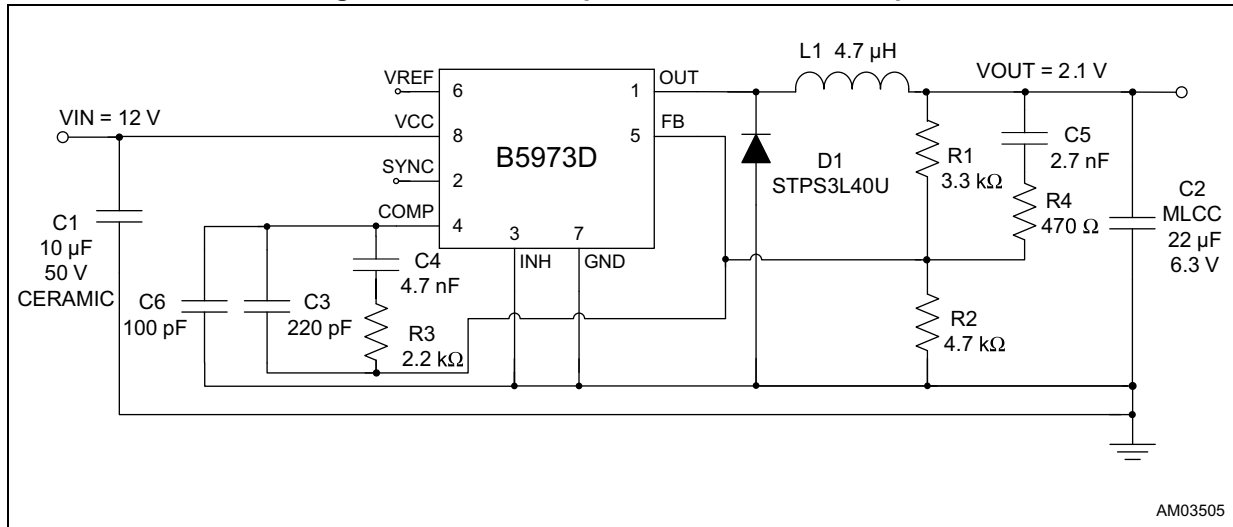 L1 4.7 µH
VOUT = 2.1 V
VREF
6
1
OUT
VIN = 12 V
VCC
8
5
FB
B5973D
SYNC
2
COMP
4
3
7
INH
GND
D1
STPS3L40U
R1
3.3 kΩ
C5
2.7 nF
R4
470 Ω
C2
MLCC
22 µF
6.3 V
C1
10 µF
50 V
CERAMIC
C6
100 pF
C3
220 pF
C4
4.7 nF
R3
2.2 kΩ
R2
4.7 kΩ
AM03505